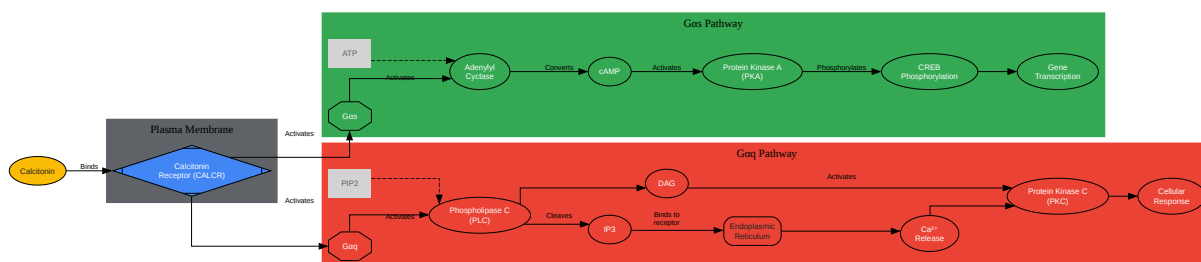 Gαs Pathway
ATP
Activates
Adenylyl
Cyclase
Converts
cAMP
Activates
Protein Kinase A
(PKA)
Phosphorylates
CREB
Phosphorylation
Gene
Transcription
Gαs
Plasma Membrane
Activates
Calcitonin
Binds
Calcitonin
Receptor (CALCR)
Activates
Gαq Pathway
PIP2
Activates
Gαq
Phospholipase C
(PLC)
DAG
Activates
Cleaves
IP3
Binds to
receptor
Endoplasmic
Reticulum
Ca²⁺
Release
Protein Kinase C
(PKC)
Cellular
Response